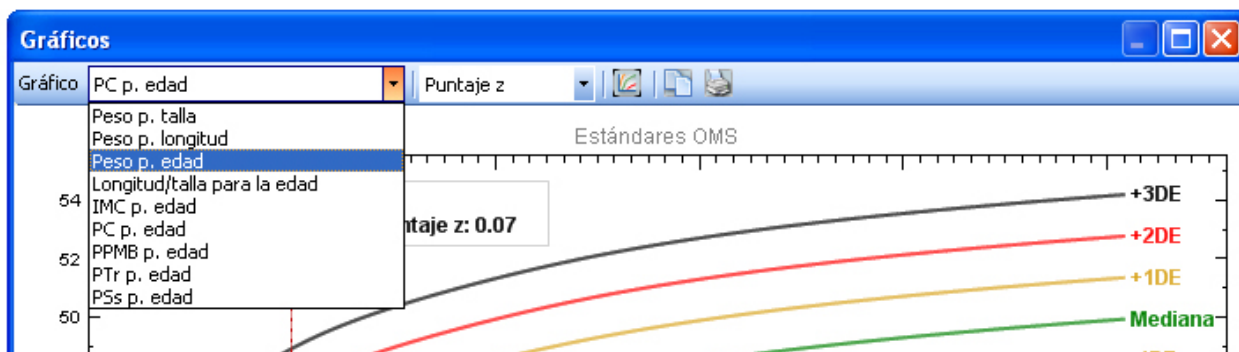 Gráficos
Gráfico PC p. edad Puntaje z
Peso p. talla
Peso p. longitud
Peso p. edad
Longitud/talla para la edad
IMC p. edad
PC p. edad
PPMB p. edad
PTr p. edad
PSs p. edad
Estándares OMS
z: 0.07
54
52
50
+3DE
+2DE
+1DE
Mediana